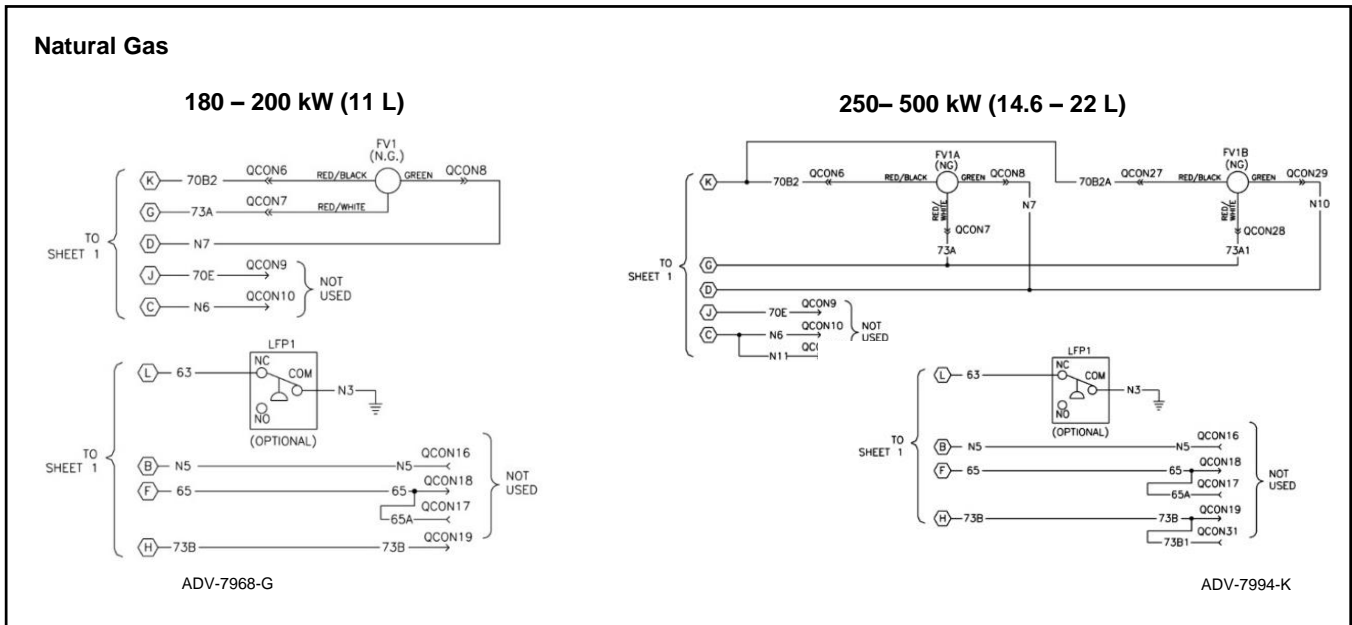 Natural Gas
180 – 200 kW (11 L)
FV1
(N.G.)
K
70B2
QCON6
RED/BLACK
GREEN
QCON8
G
73A
QCON7
RED/WHITE
TO
SHEET 1
D
N7
J
70E
QCON9
C
N6
QCON10
NOT
USED
LFP1
L
63
NC
COM
N3
NO
(OPTIONAL)
TO
SHEET 1
B
N5
N5
QCON16
F
65
65
QCON18
QCON17
65A
NOT
USED
H
73B
73B
QCON19
ADV-7968-G
250– 500 kW (14.6 – 22 L)
FV1A
(NG)
FV1B
(NG)
K
70B2
QCON6
RED/BLACK
GREEN
QCON8
70B2A
QCON27
RED/BLACK
GREEN
QCON29
N7
N10
RED/
WHITE
QCON7
73A
RED/
WHITE
QCON28
73A1
TO
SHEET 1
G
D
J
70E
QCON9
C
N6
QCON10
N11
NOT
USED
LFP1
L
63
NC
COM
N3
NO
(OPTIONAL)
TO
SHEET 1
B
N5
N5
QCON16
F
65
65
QCON18
QCON17
65A
H
73B
73B
QCON19
QCON31
73B1
NOT
USED
ADV-7994-K